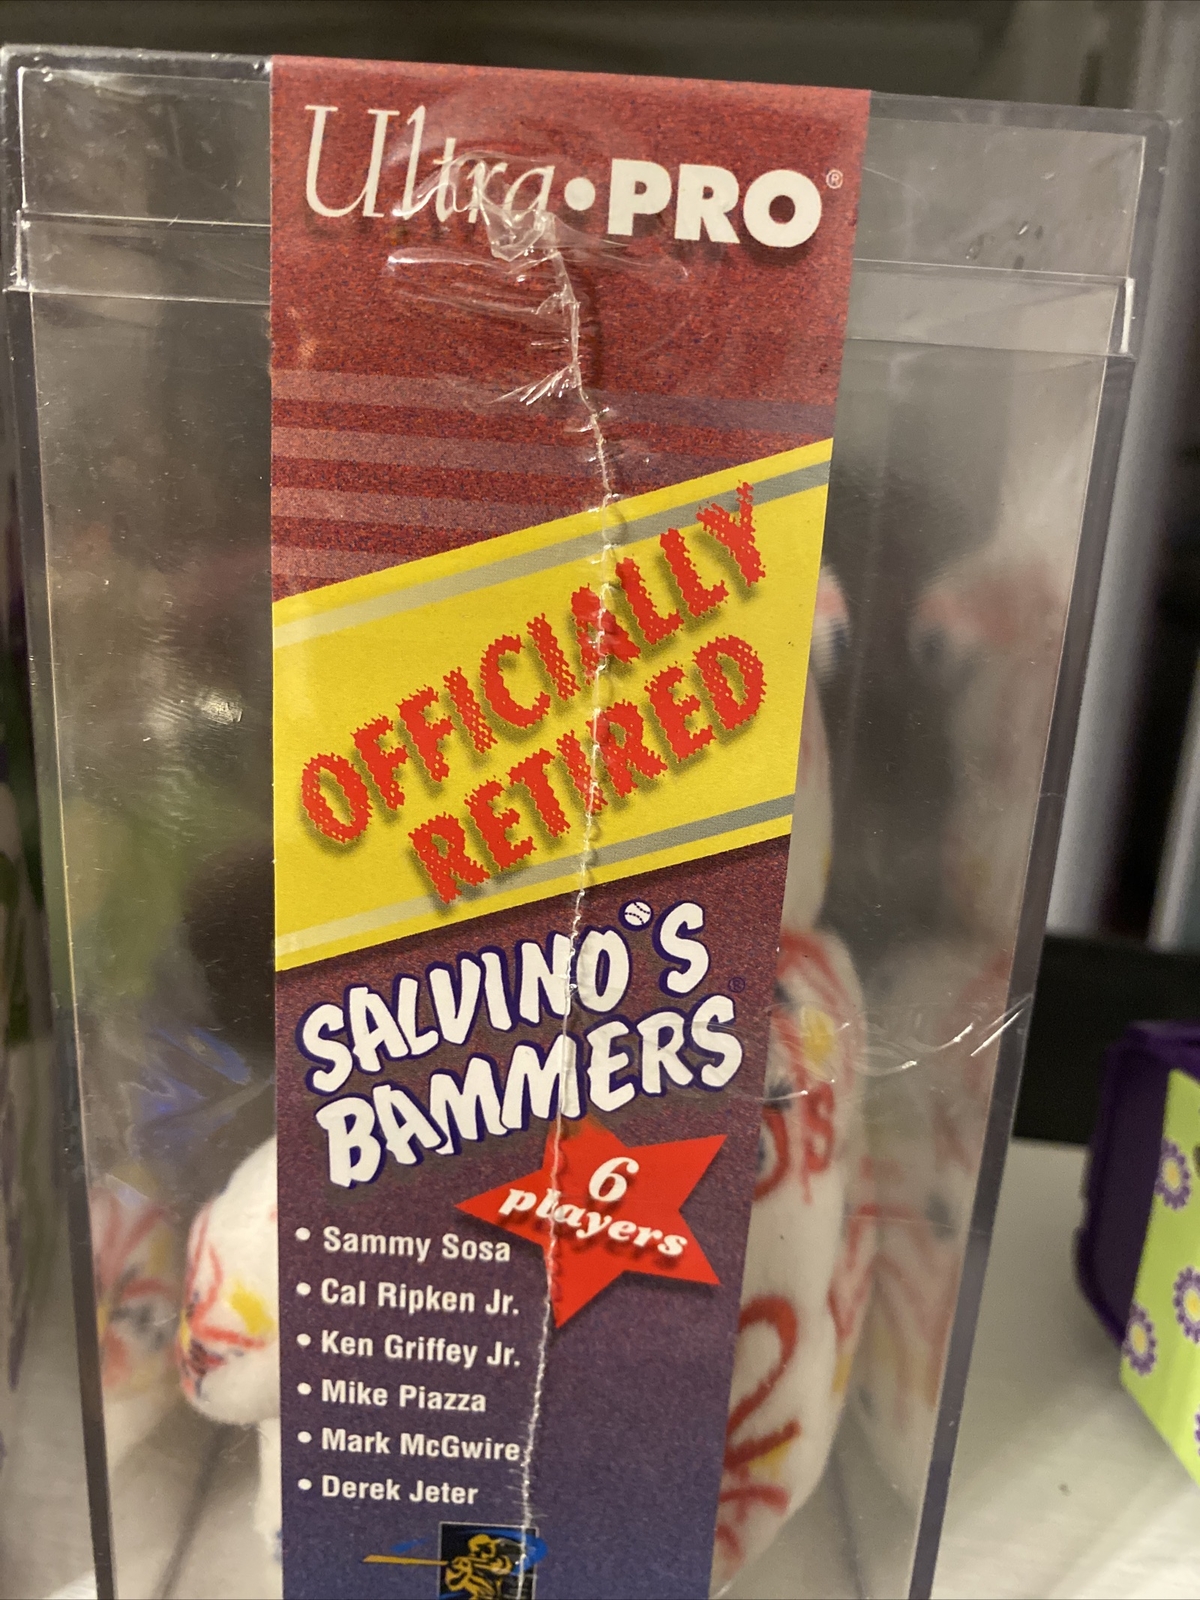 Ultra•PRO®
OFFICIALLY
RETIRED
SALVINO'S
BAMMERS®
6
players
• Sammy Sosa
• Cal Ripken Jr.
• Ken Griffey Jr.
• Mike Piazza
• Mark McGwire
• Derek Jeter